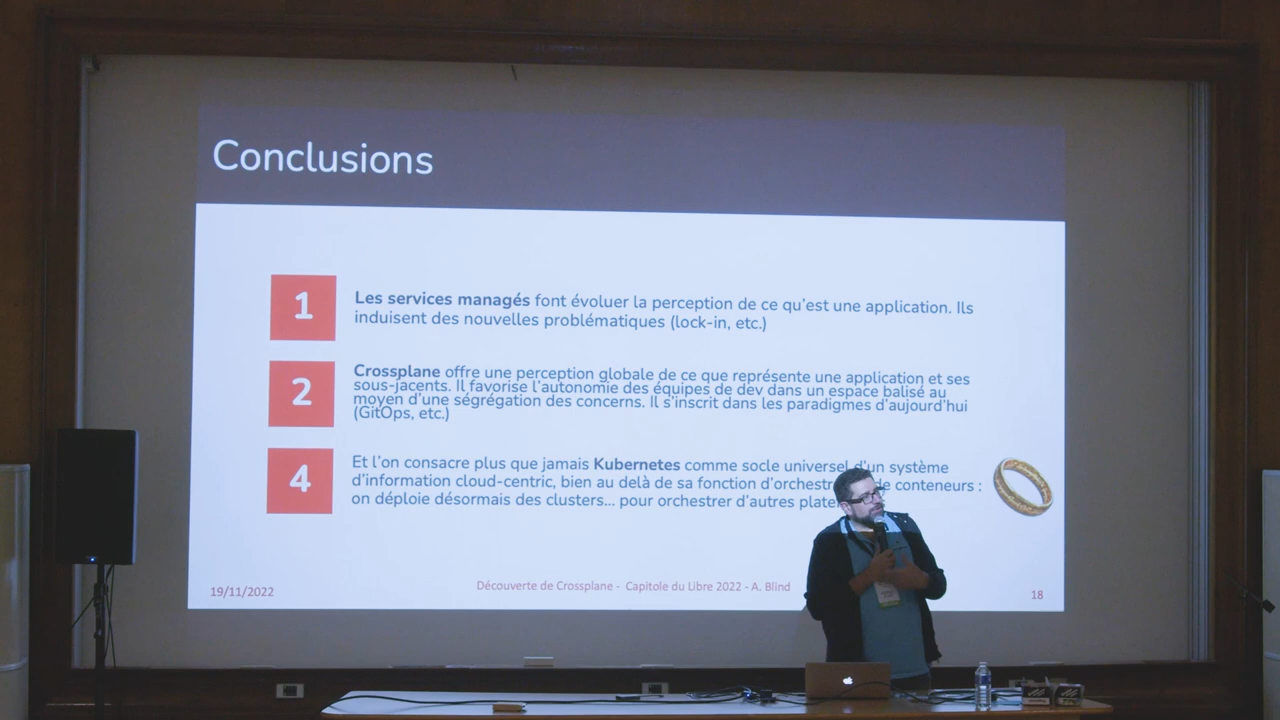 Conclusions
1
Les services managés font évoluer la perception de ce qu'est une application. Ils
induisent des nouvelles problématiques (lock-in, etc.)
2
Crossplane offre une perception globale de ce que représente une application et ses
sous-jacents. Il favorise l'autonomie des équipes de dev dans un espace balisé au
moyen d'une ségrégation des concerns. Il s'inscrit dans les paradigmes d'aujourd'hui
(GitOps, etc.)
4
Et l'on consacre plus que jamais Kubernetes comme socle universel d'un système
d'information cloud-centric, bien au delà de sa fonction d'orchestr e conteneurs :
on déploie désormais des clusters... pour orchestrer d'autres plate
19/11/2022
Découverte de Crossplane - Capitole du Libre 2022 - A. Blind
18